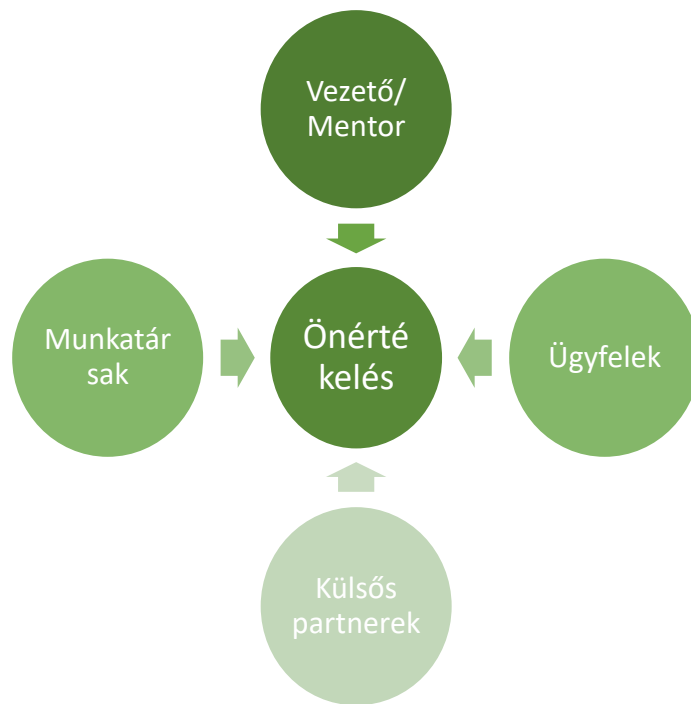 Vezető/
Mentor
Munkatár
sak
Önérté
kelés
Ügyfelek
Külsős
partnerek